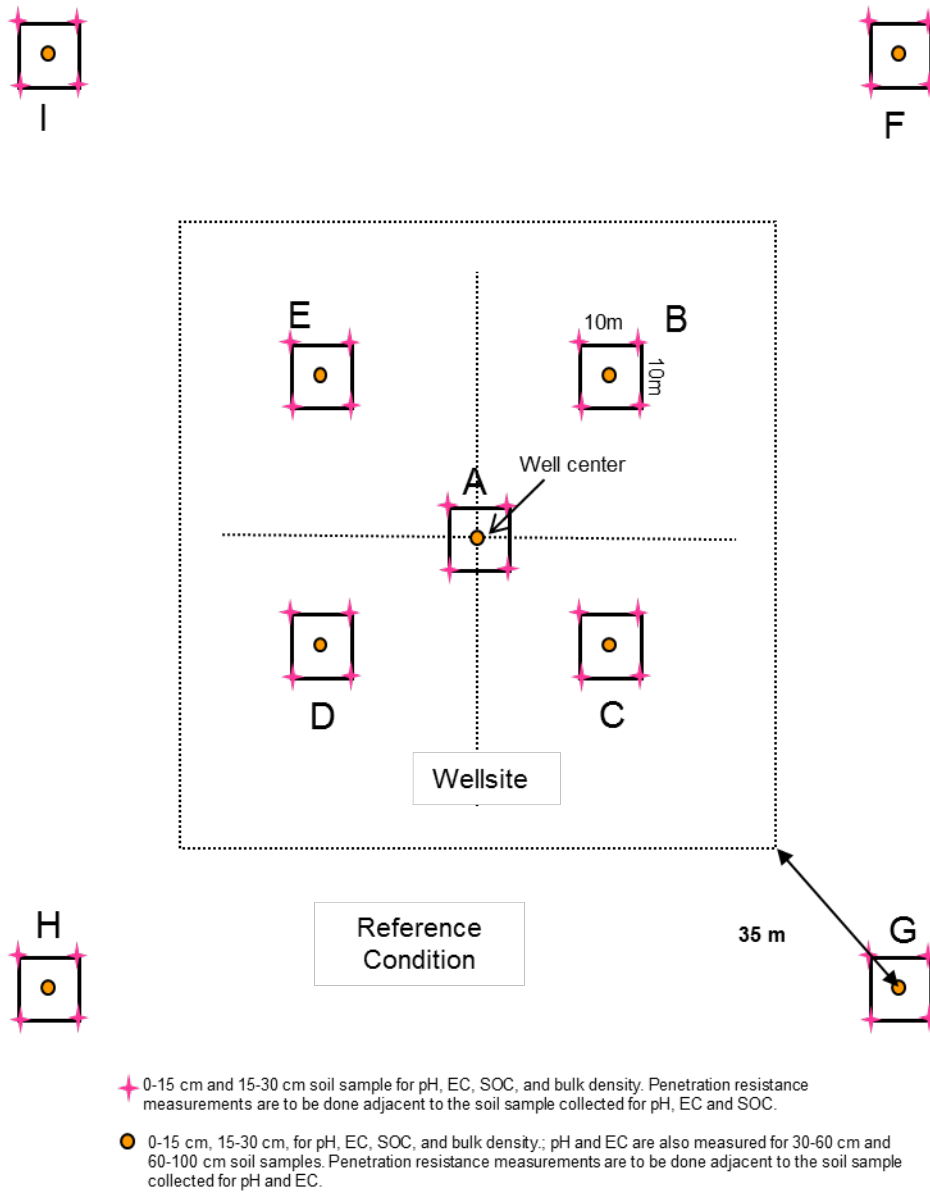 I
F
E
10m
B
10m
Well center
A
D
C
Wellsite
H
Reference
Condition
35 m
G
0-15 cm and 15-30 cm soil sample for pH, EC, SOC, and bulk density. Penetration resistance
measurements are to be done adjacent to the soil sample collected for pH, EC and SOC.
0-15 cm, 15-30 cm, for pH, EC, SOC, and bulk density.; pH and EC are also measured for 30-60 cm and
60-100 cm soil samples. Penetration resistance measurements are to be done adjacent to the soil sample
collected for pH and EC.